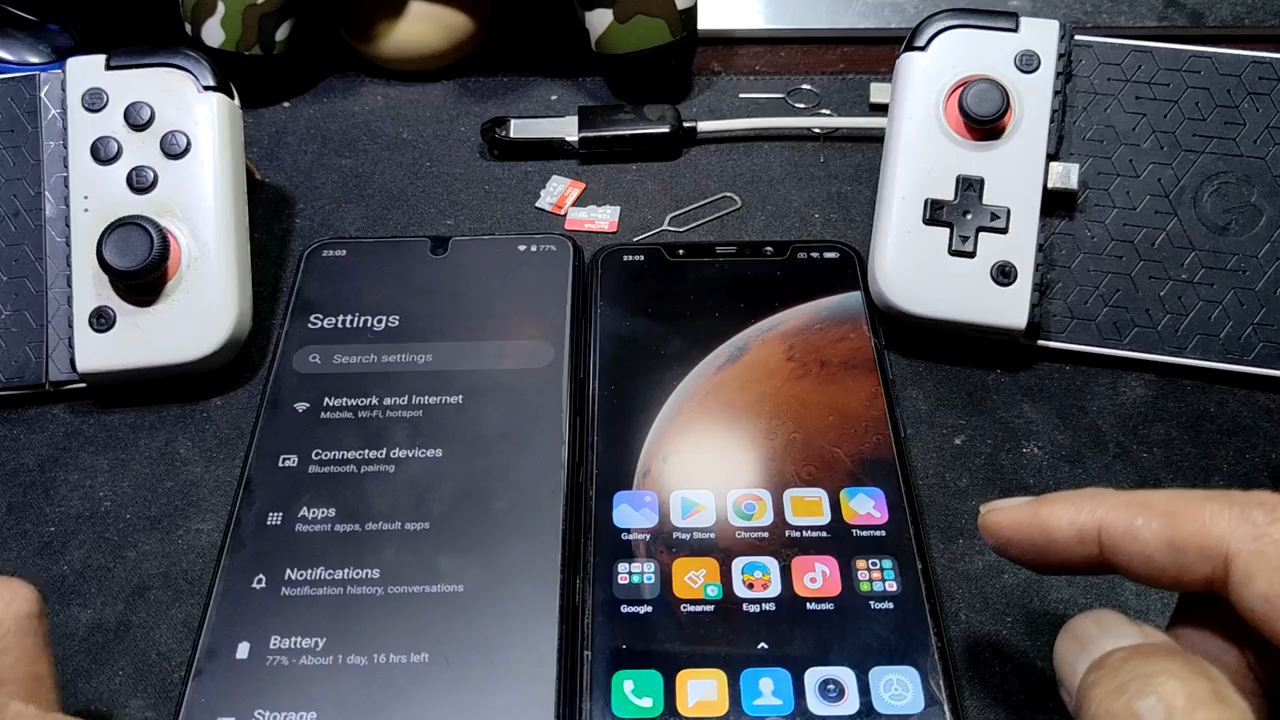 23:03
77%
Settings
Search settings
Network and Internet
Mobile, Wi-Fi, hotspot
Connected devices
Bluetooth, pairing
Apps
Recent apps, default apps
Notifications
Notification history, conversations
Battery
77% - About 1 day, 16 hrs left
Storage
23:03
Gallery
Play Store
Chrome
File Mana..
Themes
Google
Cleaner
Egg NS
Music
Tools
X
Y
A
B